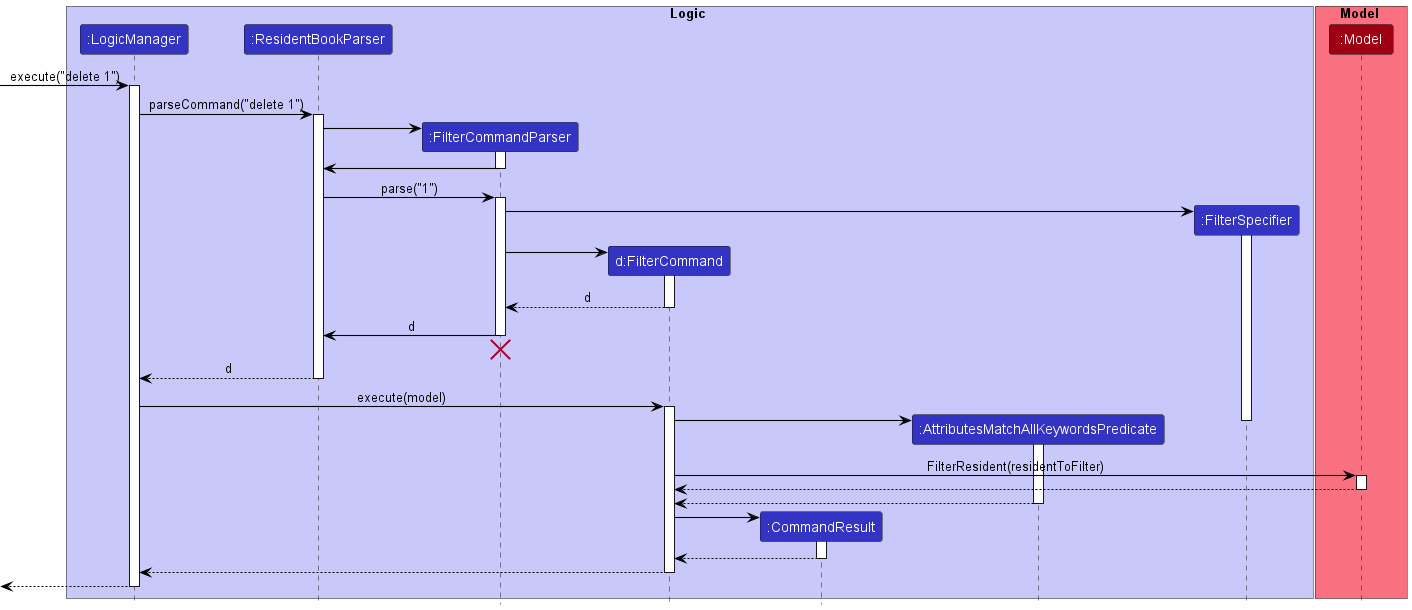 Logic
Model
:LogicManager
:ResidentBookParser
:Model
execute("delete 1")
parseCommand("delete 1")
:FilterCommandParser
parse("1")
:FilterSpecifier
d:FilterCommand
d
d
d
execute(model)
:AttributesMatchAllKeywordsPredicate
FilterResident(residentToFilter)
:CommandResult